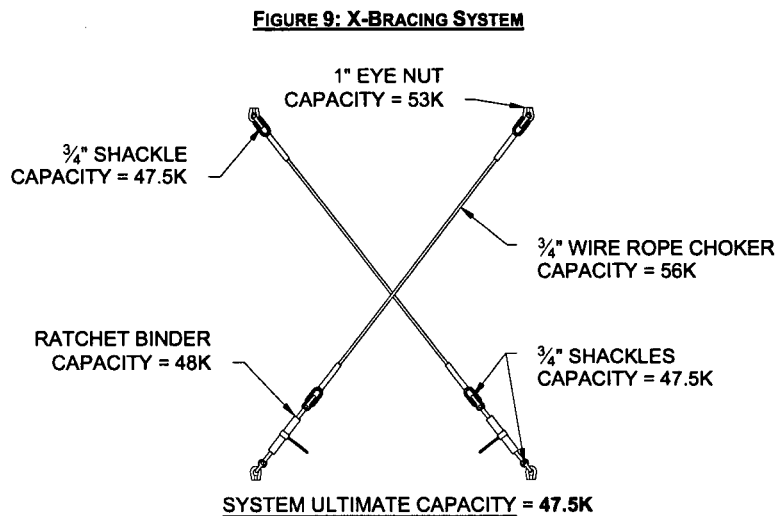 FIGURE 9: X-BRACING SYSTEM
1" EYE NUT
CAPACITY = 53K
¾" SHACKLE
CAPACITY = 47.5K
¾" WIRE ROPE CHOKER
CAPACITY = 56K
RATCHET BINDER
CAPACITY = 48K
¾" SHACKLES
CAPACITY = 47.5K
SYSTEM ULTIMATE CAPACITY = 47.5K